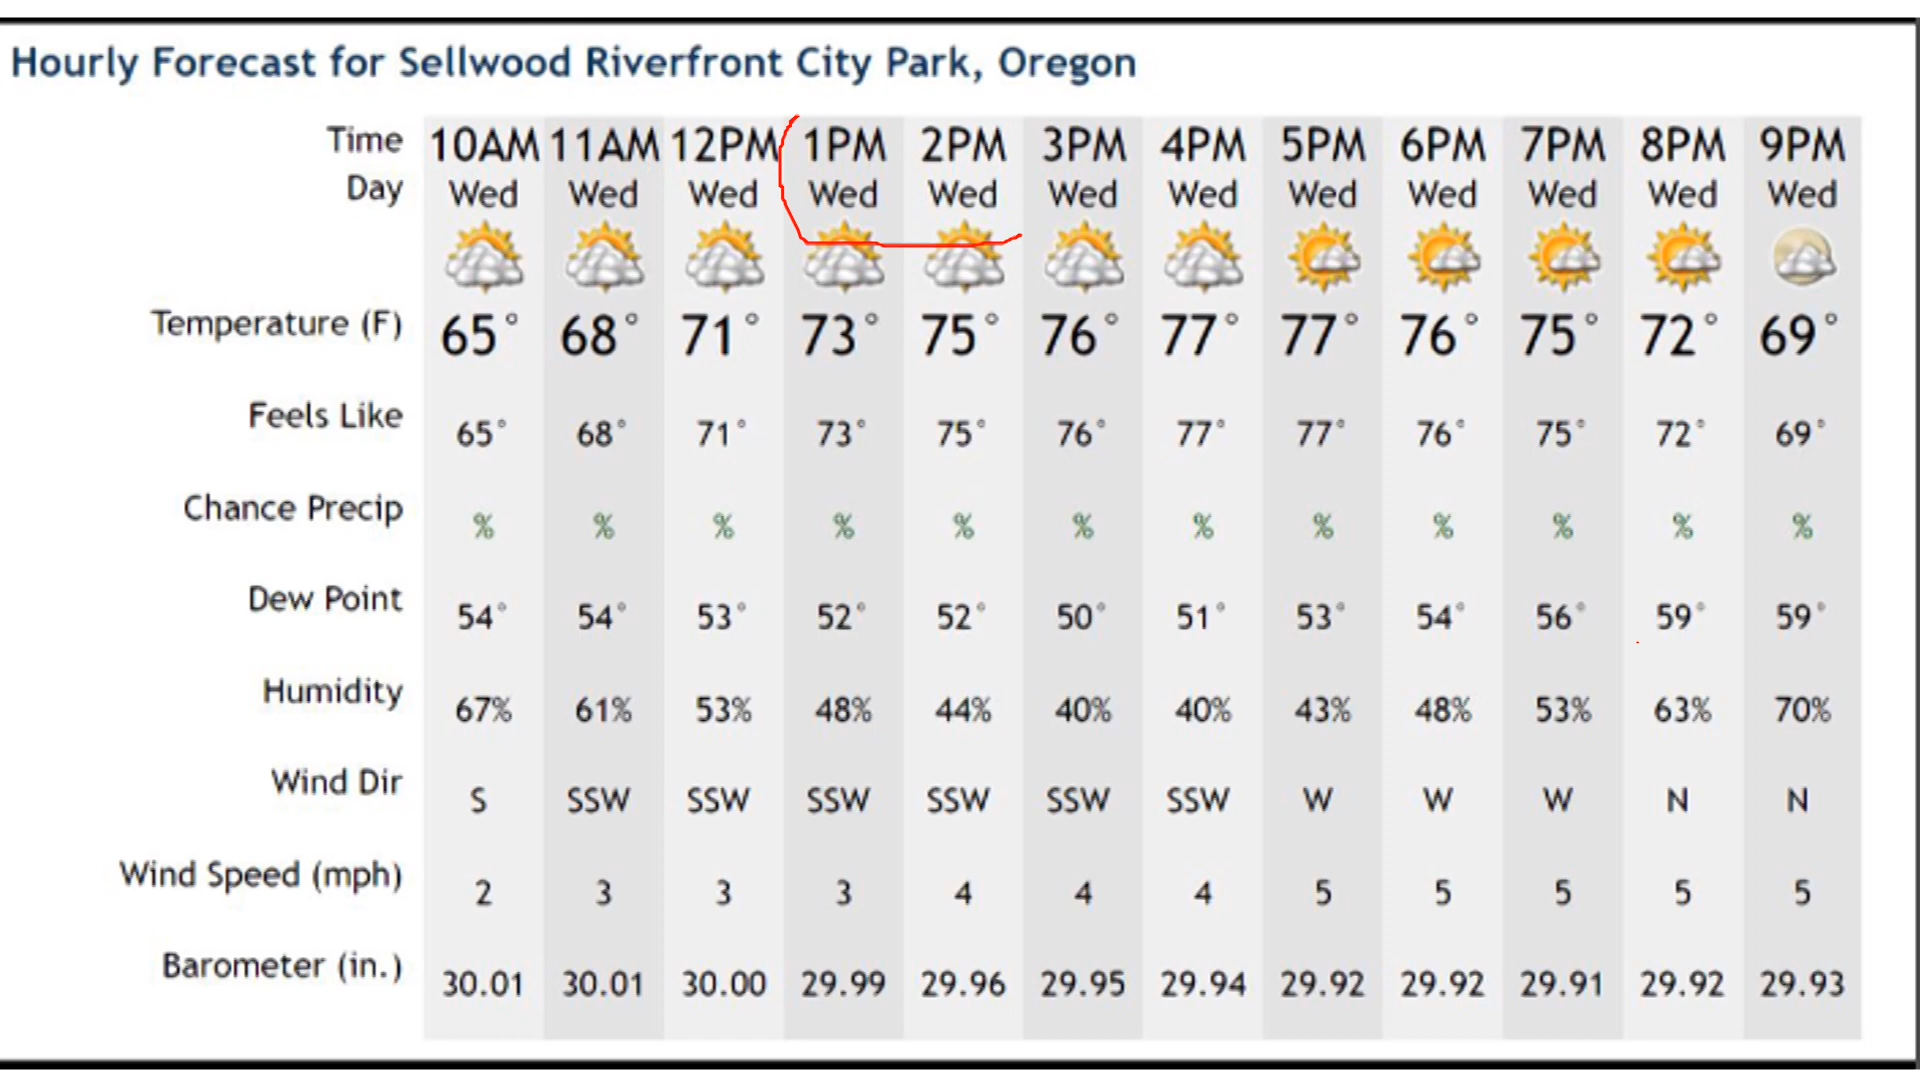 Hourly Forecast for Sellwood Riverfront City Park, Oregon
Time 10AM 11AM 12PM 1PM 2PM 3PM 4PM 5PM 6PM 7PM 8PM 9PM
Day Wed Wed Wed Wed Wed Wed Wed Wed Wed Wed Wed Wed
Temperature (F) 65° 68° 71° 73° 75° 76° 77° 77° 76° 75° 72° 69°
Feels Like 65° 68° 71° 73° 75° 76° 77° 77° 76° 75° 72° 69°
Chance Precip % % % % % % % % % % % %
Dew Point 54° 54° 53° 52° 52° 50° 51° 53° 54° 56° 59° 59°
Humidity 67% 61% 53% 48% 44% 40% 40% 43% 48% 53% 63% 70%
Wind Dir S SSW SSW SSW SSW SSW SSW W W W N N
Wind Speed (mph) 2 3 3 3 4 4 4 5 5 5 5 5
Barometer (in.) 30.01 30.01 30.00 29.99 29.96 29.95 29.94 29.92 29.92 29.91 29.92 29.93